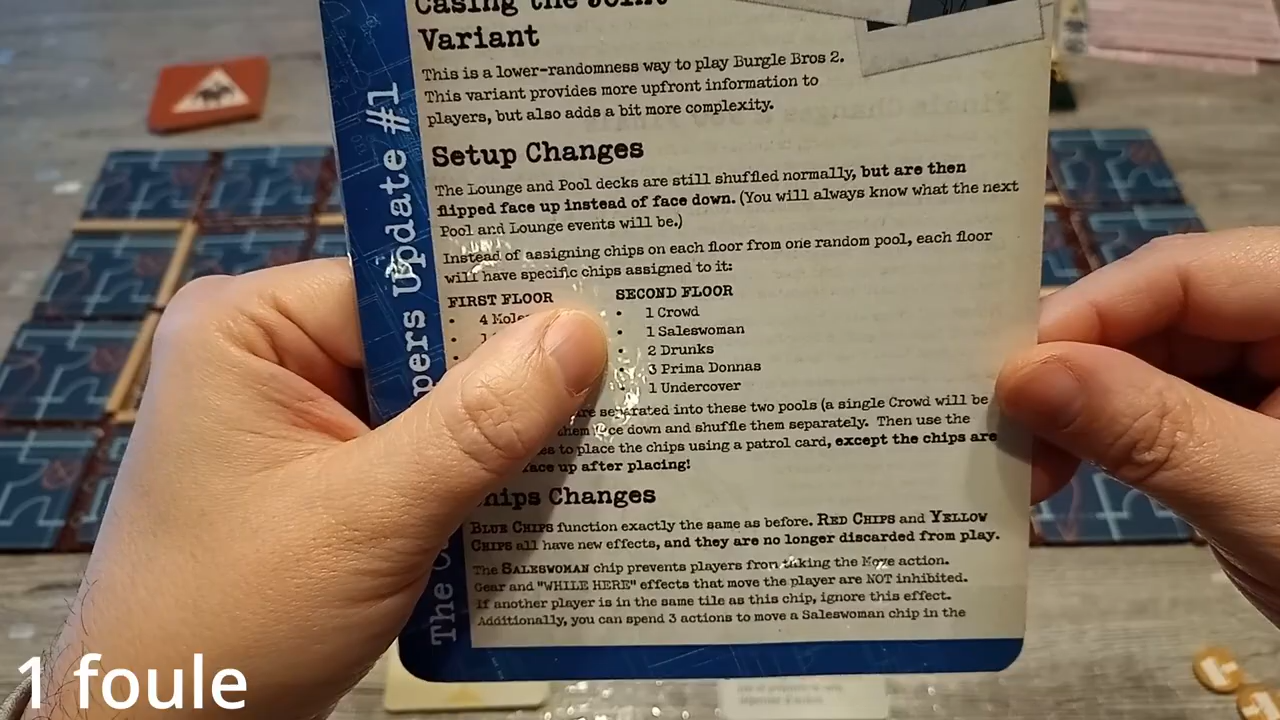 Casing the Joint
Variant
This is a lower-randomness way to play Burgle Bros 2.
This variant provides more upfront information to
players, but also adds a bit more complexity.
Setup Changes
The Lounge and Pool decks are still shuffled normally, but are then
flipped face up instead of face down. (You will always know what the next
Pool and Lounge events will be.)
Instead of assigning chips on each floor from one random pool, each floor
will have specific chips assigned to it:
FIRST FLOOR
• 4 Mole
• 1
•
SECOND FLOOR
• 1 Crowd
• 1 Saleswoman
• 2 Drunks
• 3 Prima Donnas
• 1 Undercover
are separated into these two pools (a single Crowd will be
them face down and shuffle them separately. Then use the
to place the chips using a patrol card, except the chips are
face up after placing!
Chips Changes
BLUE CHIPS function exactly the same as before. RED CHIPS and YELLOW
CHIPS all have new effects, and they are no longer discarded from play.
The SALESWOMAN chip prevents players from taking the Move action.
Gear and "WHILE HERE" effects that move the player are NOT inhibited.
If another player is in the same tile as this chip, ignore this effect.
Additionally, you can spend 3 actions to move a Saleswoman chip in the
pers Update #1
The
1 foule